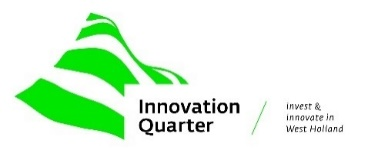 Innovation
Quarter
invest &
innovate in
West Holland